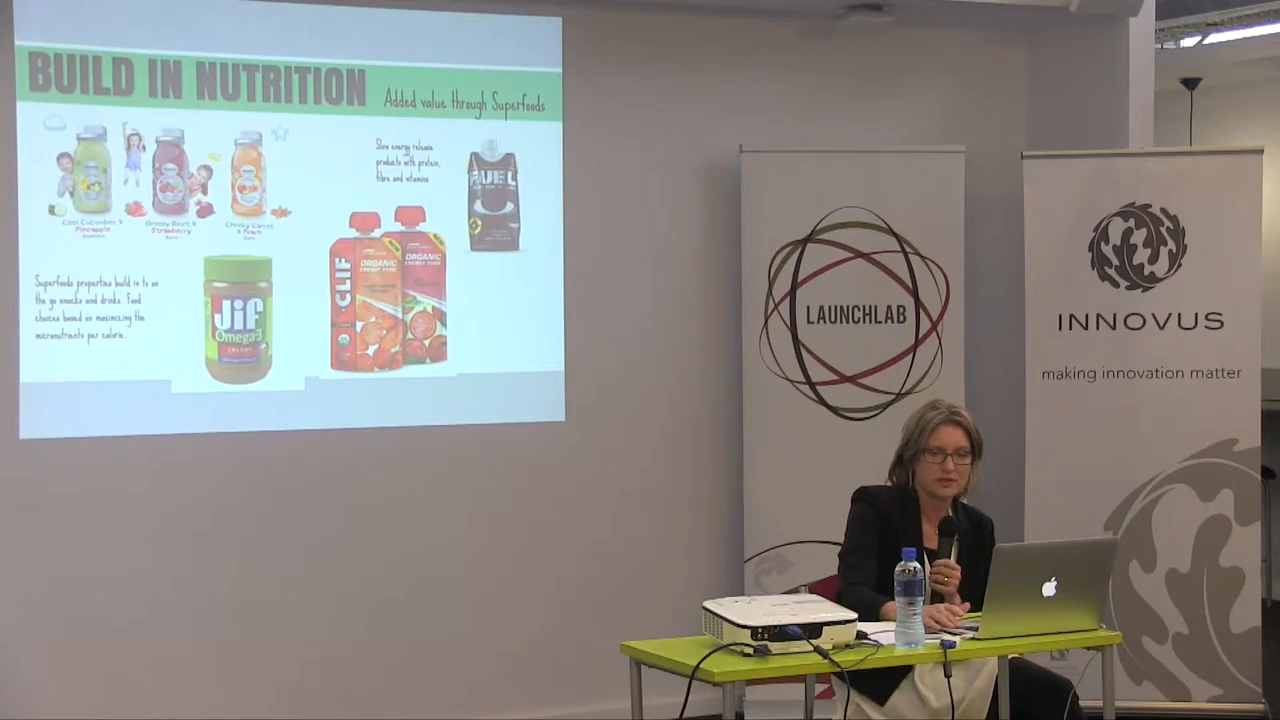 BUILD IN NUTRITION
Added value through Superfoods
Slow energy release
products with protein,
fibre and vitamins
FUEL
Cool Cucumber &
Pineapple
Strawberry
Cheeky Carrot
& Peach
CLIF
ORGANIC
ENERGY FOOD
ORGANIC
ENERGY FOOD
Superfoods properties build in to on
the go snacks and drinks. Food
choices based on maximizing the
micronutrients per calorie.
Jif
Omega-3
CREAMY
LAUNCHLAB
INNOVUS
making innovation matter